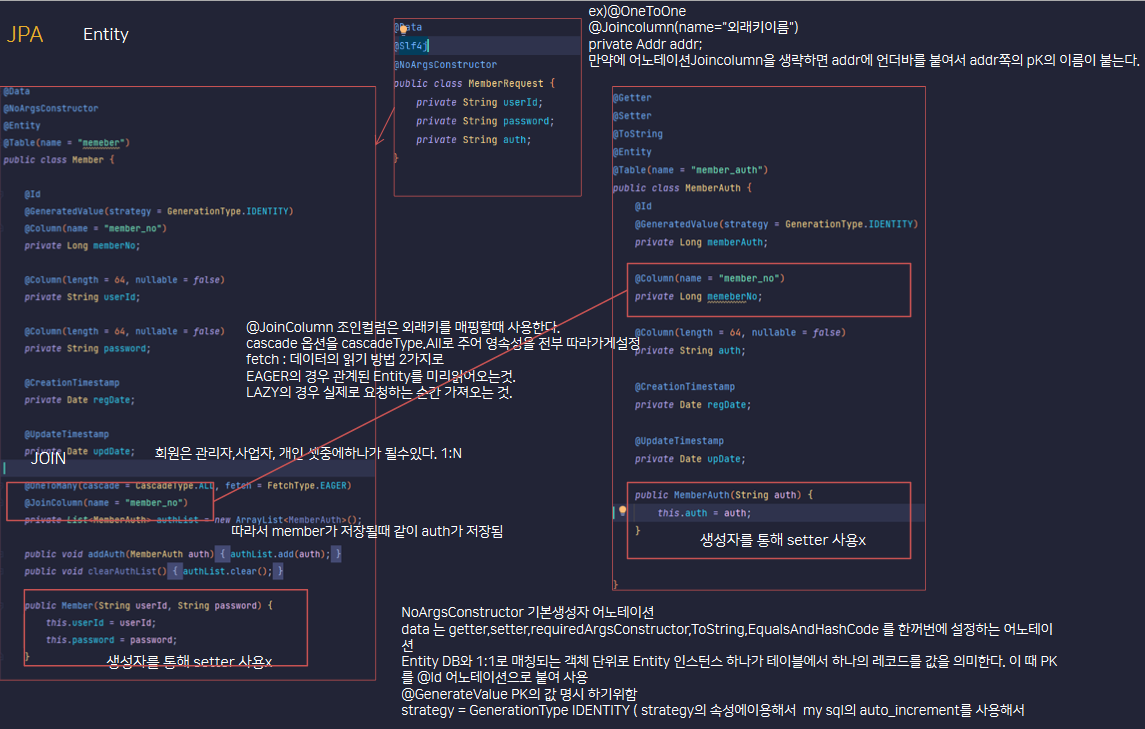 JPA
Entity
@Data
@Slf4j
@NoArgsConstructor
public class MemberRequest {
private String userId;
private String password;
private String auth;
}
ex)@OneToOne
@Joincolumn(name="외래키이름")
private Addr addr;
만약에 어노테이션Joincolumn을 생략하면 addr에 언더바를 붙여서 addr쪽의 pK의 이름이 붙는다.
@Data
@NoArgsConstructor
@Entity
@Table(name = "memeber")
public class Member {
@Id
@GeneratedValue(strategy = GenerationType.IDENTITY)
@Column(name = "member_no")
private Long memberNo;
@Column(length = 64, nullable = false)
private String userId;
@Column(length = 64, nullable = false)
private String password;
@CreationTimestamp
private Date regDate;
@UpdateTimestamp
private Date updDate;
JOIN
회원은 관리자,사업자, 개인 셋중에하나가 될수있다. 1:N
@OneToMany(cascade = CascadeType.ALL, fetch = FetchType.EAGER)
@JoinColumn(name = "member_no")
private List<MemberAuth> authList = new ArrayList<MemberAuth>();
따라서 member가 저장될때 같이 auth가 저장됨
public void addAuth(MemberAuth auth) { authList.add(auth); }
public void clearAuthList() { authList.clear(); }
public Member(String userId, String password) {
this.userId = userId;
this.password = password;
}
생성자를 통해 setter 사용x
@JoinColumn 조인컬럼은 외래키를 매핑할때 사용한다.
cascade 옵션을 cascadeType,All로 주어 영속성을 전부 따라가게설정
fetch : 데이터의 읽기 방법 2가지로
EAGER의 경우 관계된 Entity를 미리읽어오는것.
LAZY의 경우 실제로 요청하는 순간 가져오는 것.
@Getter
@Setter
@ToString
@Entity
@Table(name = "member_auth")
public class MemberAuth {
@Id
@GeneratedValue(strategy = GenerationType.IDENTITY)
private Long memberAuth;
@Column(name = "member_no")
private Long memeberNo;
@Column(length = 64, nullable = false)
private String auth;
@CreationTimestamp
private Date regDate;
@UpdateTimestamp
private Date upDate;
public MemberAuth(String auth) {
this.auth = auth;
}
생성자를 통해 setter 사용x
}
NoArgsConstructor 기본생성자 어노테이션
data 는 getter,setter,requiredArgsConstructor,ToString,EqualsAndHashCode 를 한꺼번에 설정하는 어노테이
션
Entity DB와 1:1로 매칭되는 객체 단위로 Entity 인스턴스 하나가 테이블에서 하나의 레코드를 값을 의미한다. 이 때 PK
를 @Id 어노테이션으로 붙여 사용
@GenerateValue PK의 값 명시 하기위함
strategy = GenerationType IDENTITY ( strategy의 속성에이용해서 my sql의 auto_increment를 사용해서